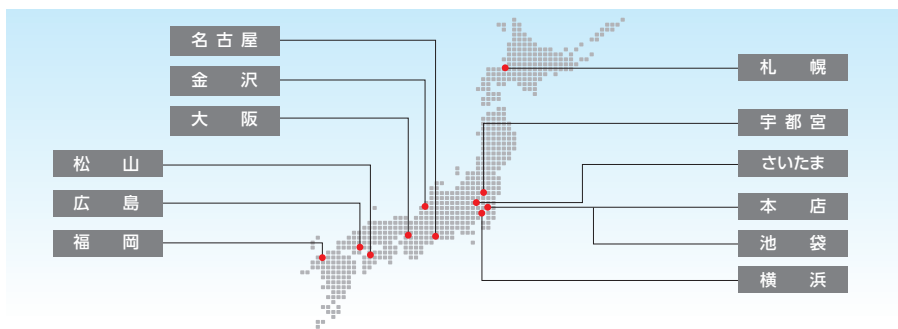 名古屋
金沢
大阪
松山
広島
福岡
札幌
宇都宮
さいたま
本店
池袋
横浜